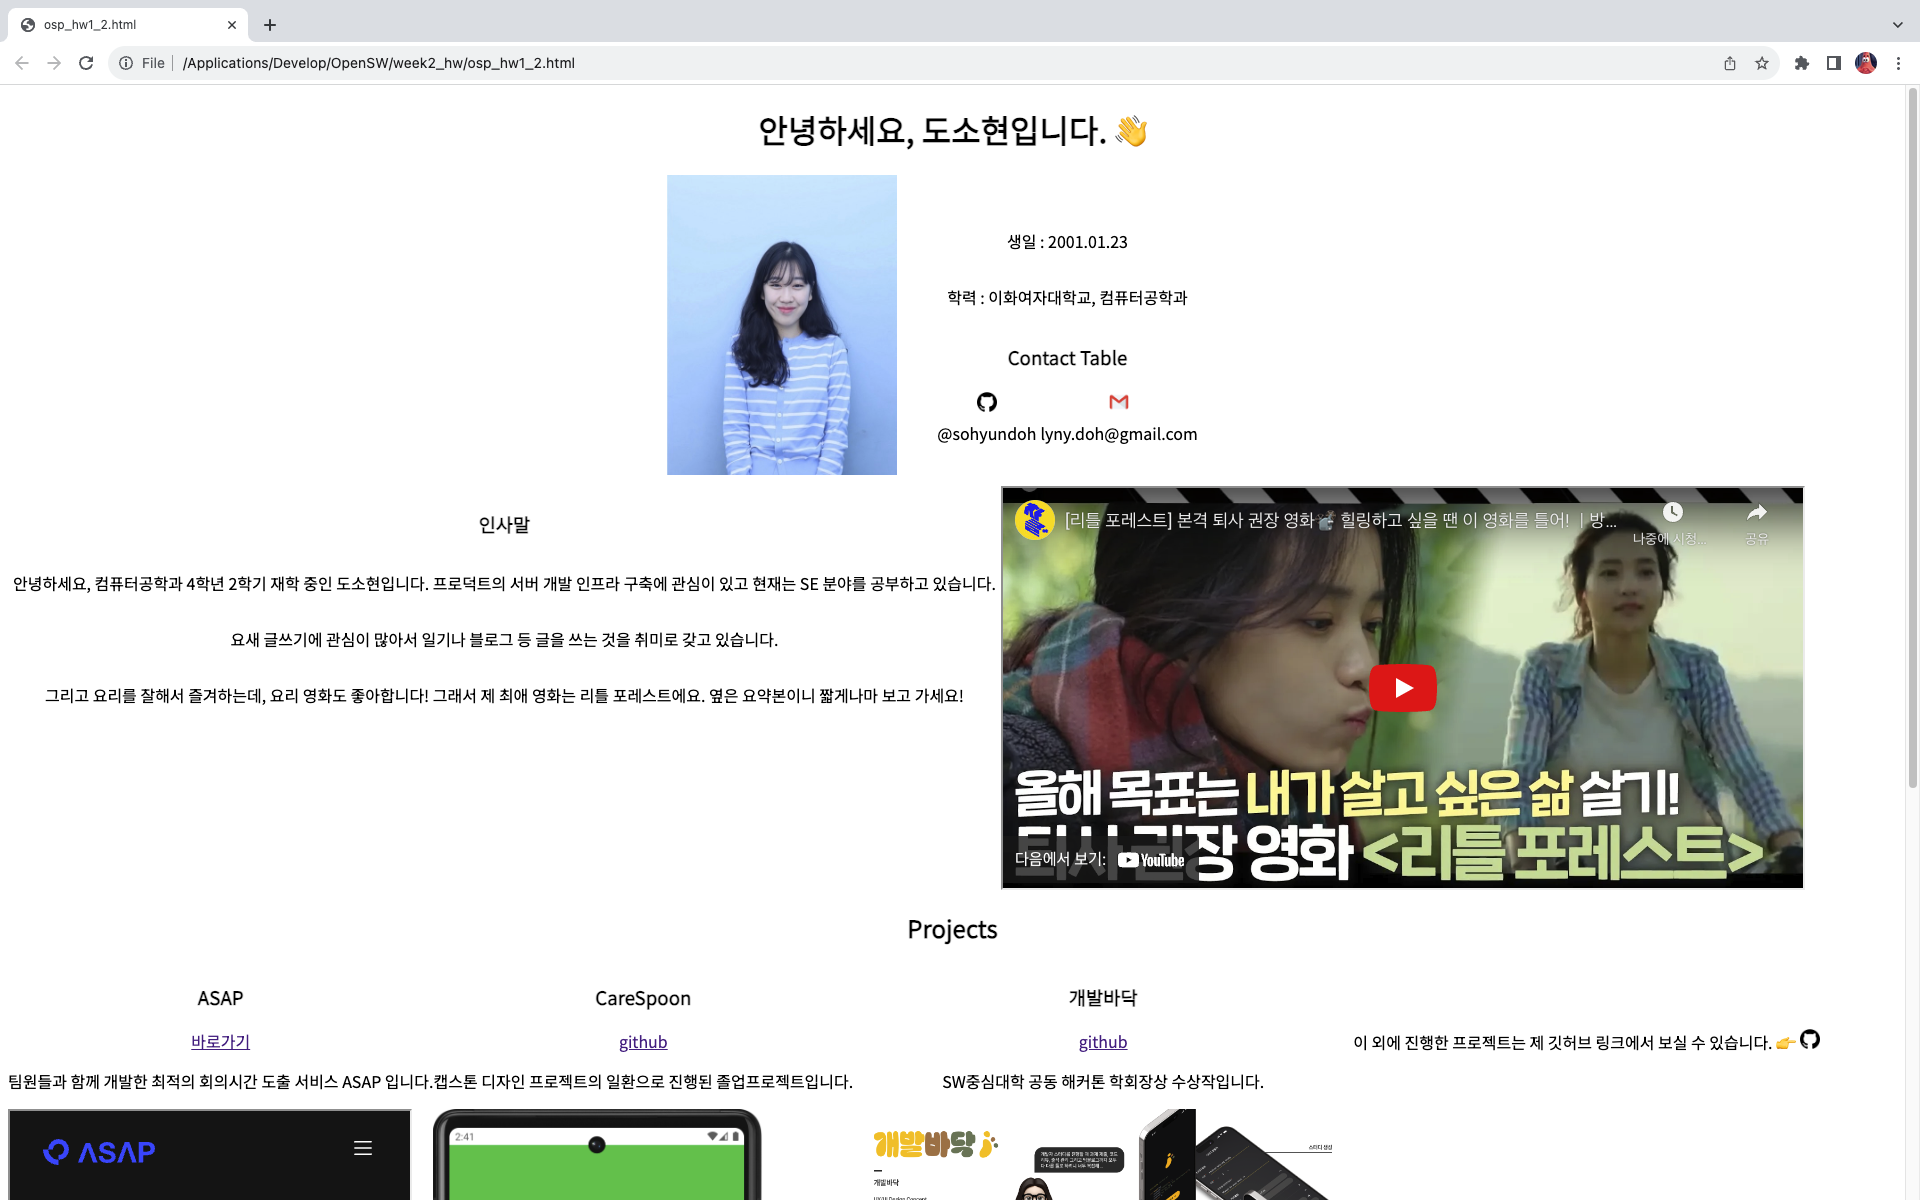 osp_hw1_2.html
File
/Applications/Develop/OpenSW/week2_hw/osp_hw1_2.html
안녕하세요, 도소현입니다. 👋
생일 : 2001.01.23
학력 : 이화여자대학교, 컴퓨터공학과
Contact Table
@sohyundoh lyny.doh@gmail.com
인사말
안녕하세요, 컴퓨터공학과 4학년 2학기 재학 중인 도소현입니다. 프로덕트의 서버 개발 인프라 구축에 관심이 있고 현재는 SE 분야를 공부하고 있습니다.
요새 글쓰기에 관심이 많아서 일기나 블로그 등 글을 쓰는 것을 취미로 갖고 있습니다.
그리고 요리를 잘해서 즐겨하는데, 요리 영화도 좋아합니다! 그래서 제 최애 영화는 리틀 포레스트에요. 옆은 요약본이니 짧게나마 보고 가세요!
[리틀 포레스트] 본격 퇴사 권장 영화 힐링하고 싶을 땐 이 영화를 틀어! ㅣ방...
나중에 시청...
공유
올해 목표는 내가 살고 싶은 삶 살기!
퇴사 권장 영화 <리틀 포레스트>
다음에서 보기: YouTube
Projects
ASAP
바로가기
팀원들과 함께 개발한 최적의 회의시간 도출 서비스 ASAP 입니다.
CareSpoon
github
캡스톤 디자인 프로젝트의 일환으로 진행된 졸업프로젝트입니다.
개발바닥
github
SW중심대학 공동 해커톤 학회장상 수상작입니다.
이 외에 진행한 프로젝트는 제 깃허브 링크에서 보실 수 있습니다. 👉
ASAP
2:41
개발바닥
개발바닥
스터디 생성